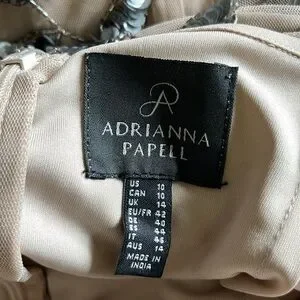 ADRIANNA
PAPELL
US 10
CAN 10
UK 14
EU/FR 42
DE 40
ES 44
IT 46
AUS 14
MADE IN
INDIA